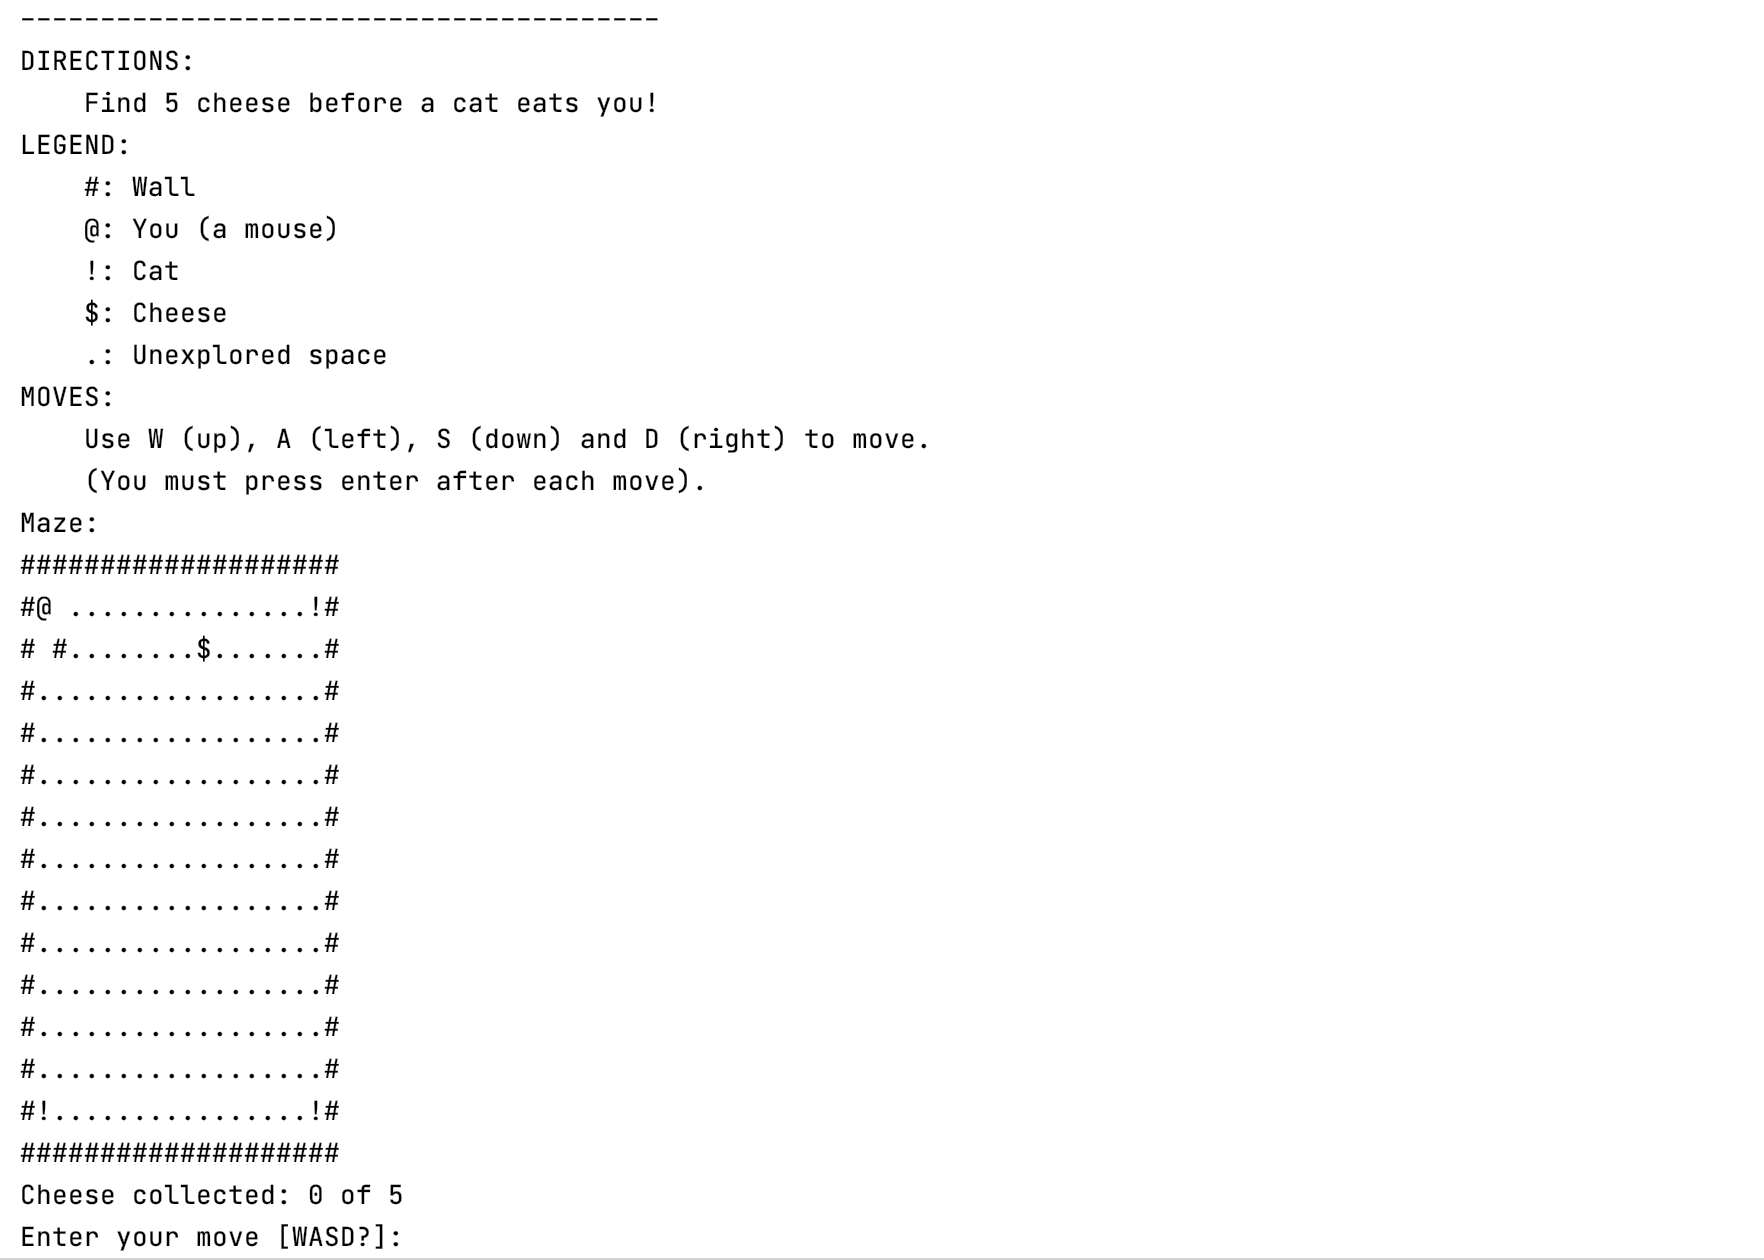 ----------------------------------------
DIRECTIONS:
    Find 5 cheese before a cat eats you!
LEGEND:
    #: Wall
    @: You (a mouse)
    !: Cat
    $: Cheese
    .: Unexplored space
MOVES:
    Use W (up), A (left), S (down) and D (right) to move.
    (You must press enter after each move).
Maze:
####################
#@ ...............!#
# #........$.......#
#..................#
#..................#
#..................#
#..................#
#..................#
#..................#
#..................#
#..................#
#..................#
#..................#
#!................!#
####################
Cheese collected: 0 of 5
Enter your move [WASD?]: